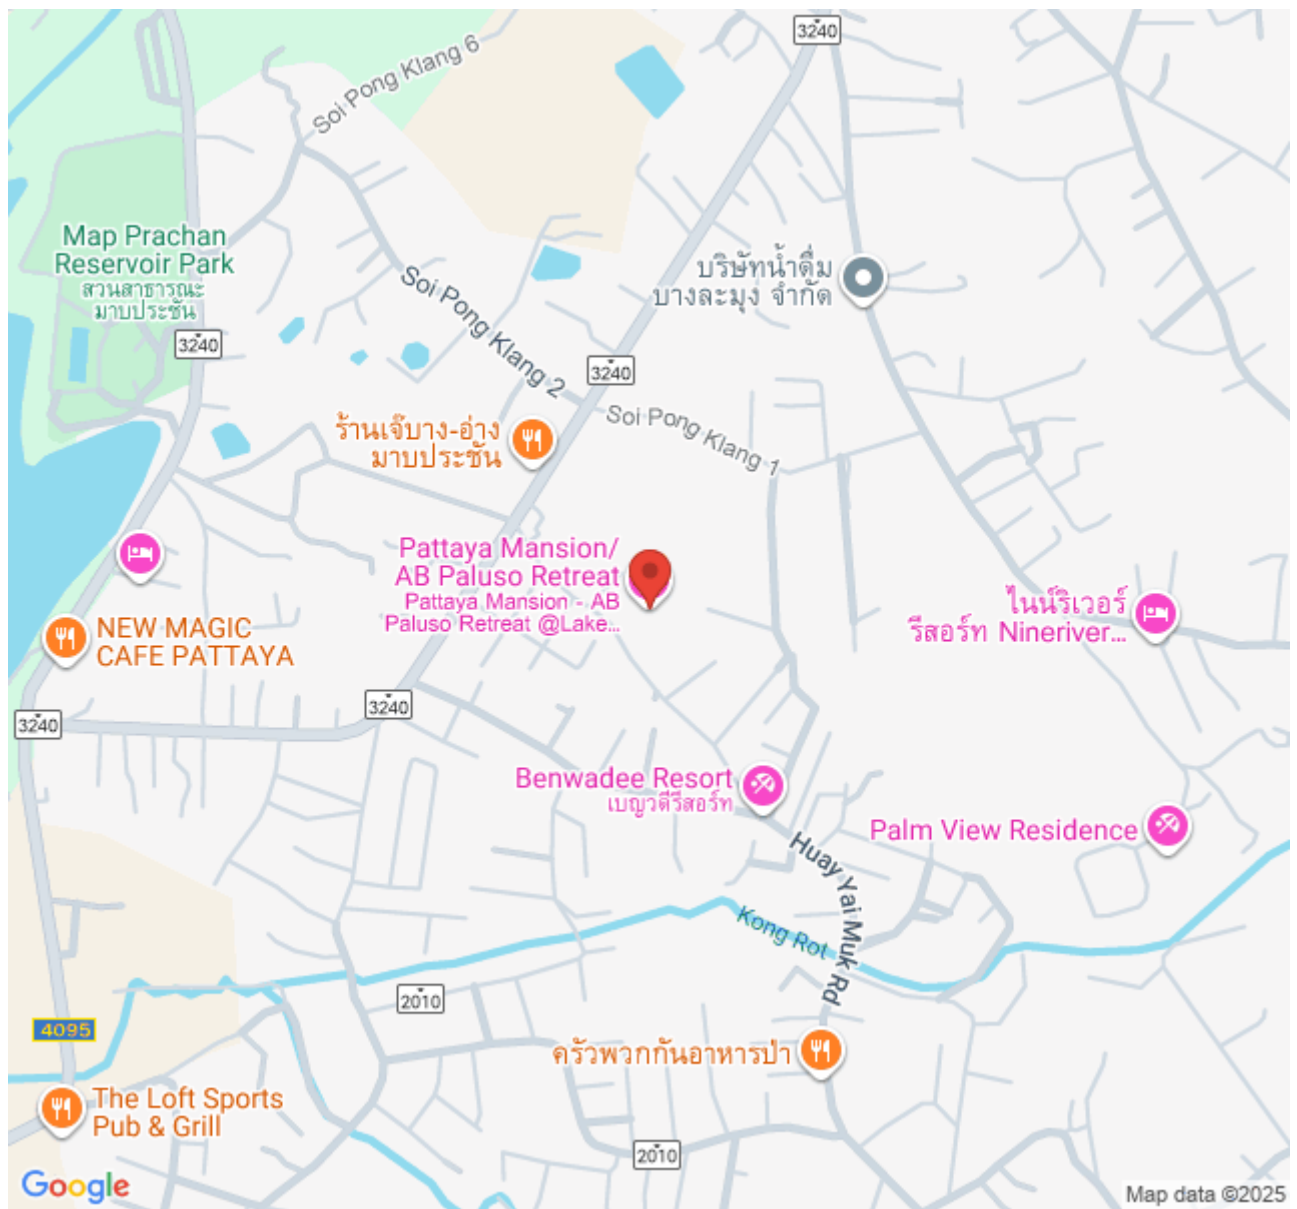 3240
Soi Pong Klang 6
Map Prachan
Reservoir Park
สวนสาธารณะ
มาบประชัน
บริษัทน้ำดื่ม
บางละมุง จำกัด
3240
Soi Pong Klang 2
3240
Soi Pong Klang 1
ร้านเจ๊บาง-อ่าง
มาบประชัน
Pattaya Mansion/
AB Paluso Retreat
Pattaya Mansion - AB
Paluso Retreat @Lake...
ไนน์ริเวอร์
รีสอร์ท Nineriver...
NEW MAGIC
CAFE PATTAYA
3240
3240
Benwadee Resort
เบญวดีรีสอร์ท
Palm View Residence
Huay Yai Muk Rd
Kong Rot
2010
4095
ครัวพวกกันอาหารป่า
The Loft Sports
Pub & Grill
2010
Google
Map data ©2025